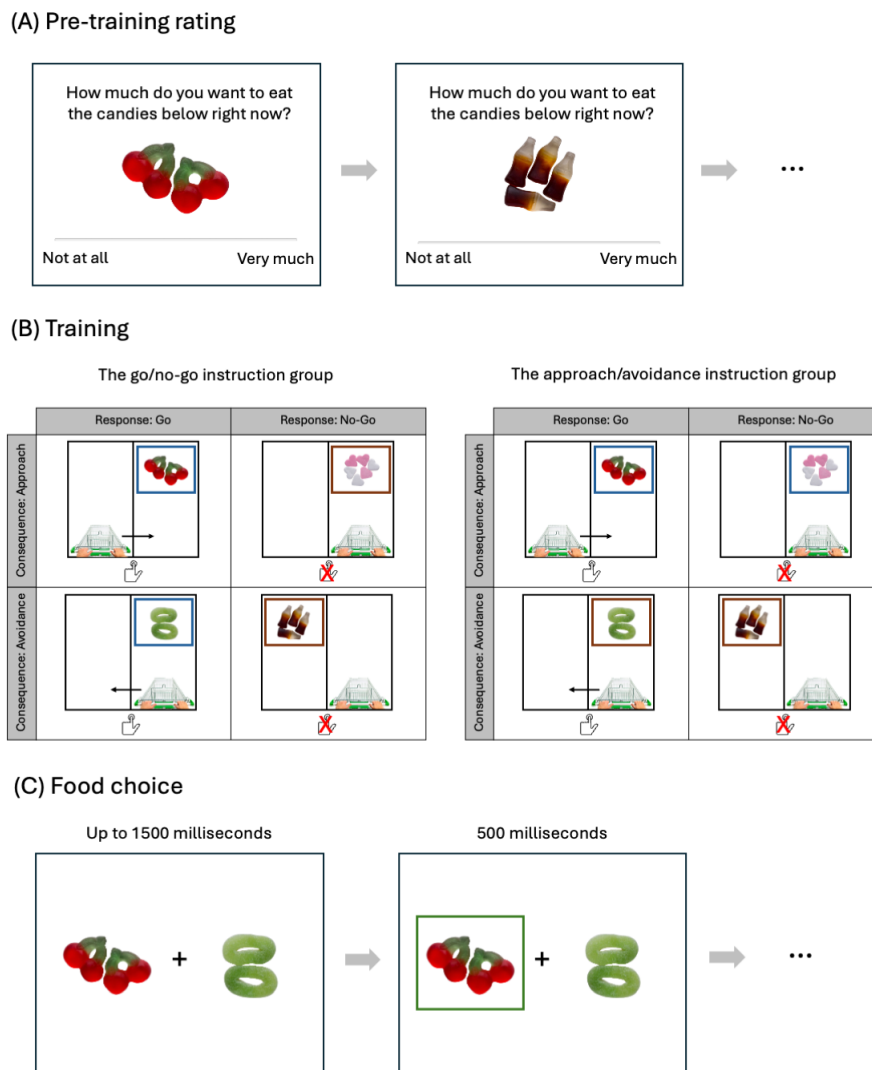 (A) Pre-training rating
How much do you want to eat
the candies below right now?
Not at all
Very much
How much do you want to eat
the candies below right now?
Not at all
Very much
...
(B) Training
The go/no-go instruction group
Response: Go
Response: No-Go
Consequence: Approach
Consequence: Avoidance
The approach/avoidance instruction group
Response: Go
Response: No-Go
Consequence: Approach
Consequence: Avoidance
(C) Food choice
Up to 1500 milliseconds
+
500 milliseconds
+
...